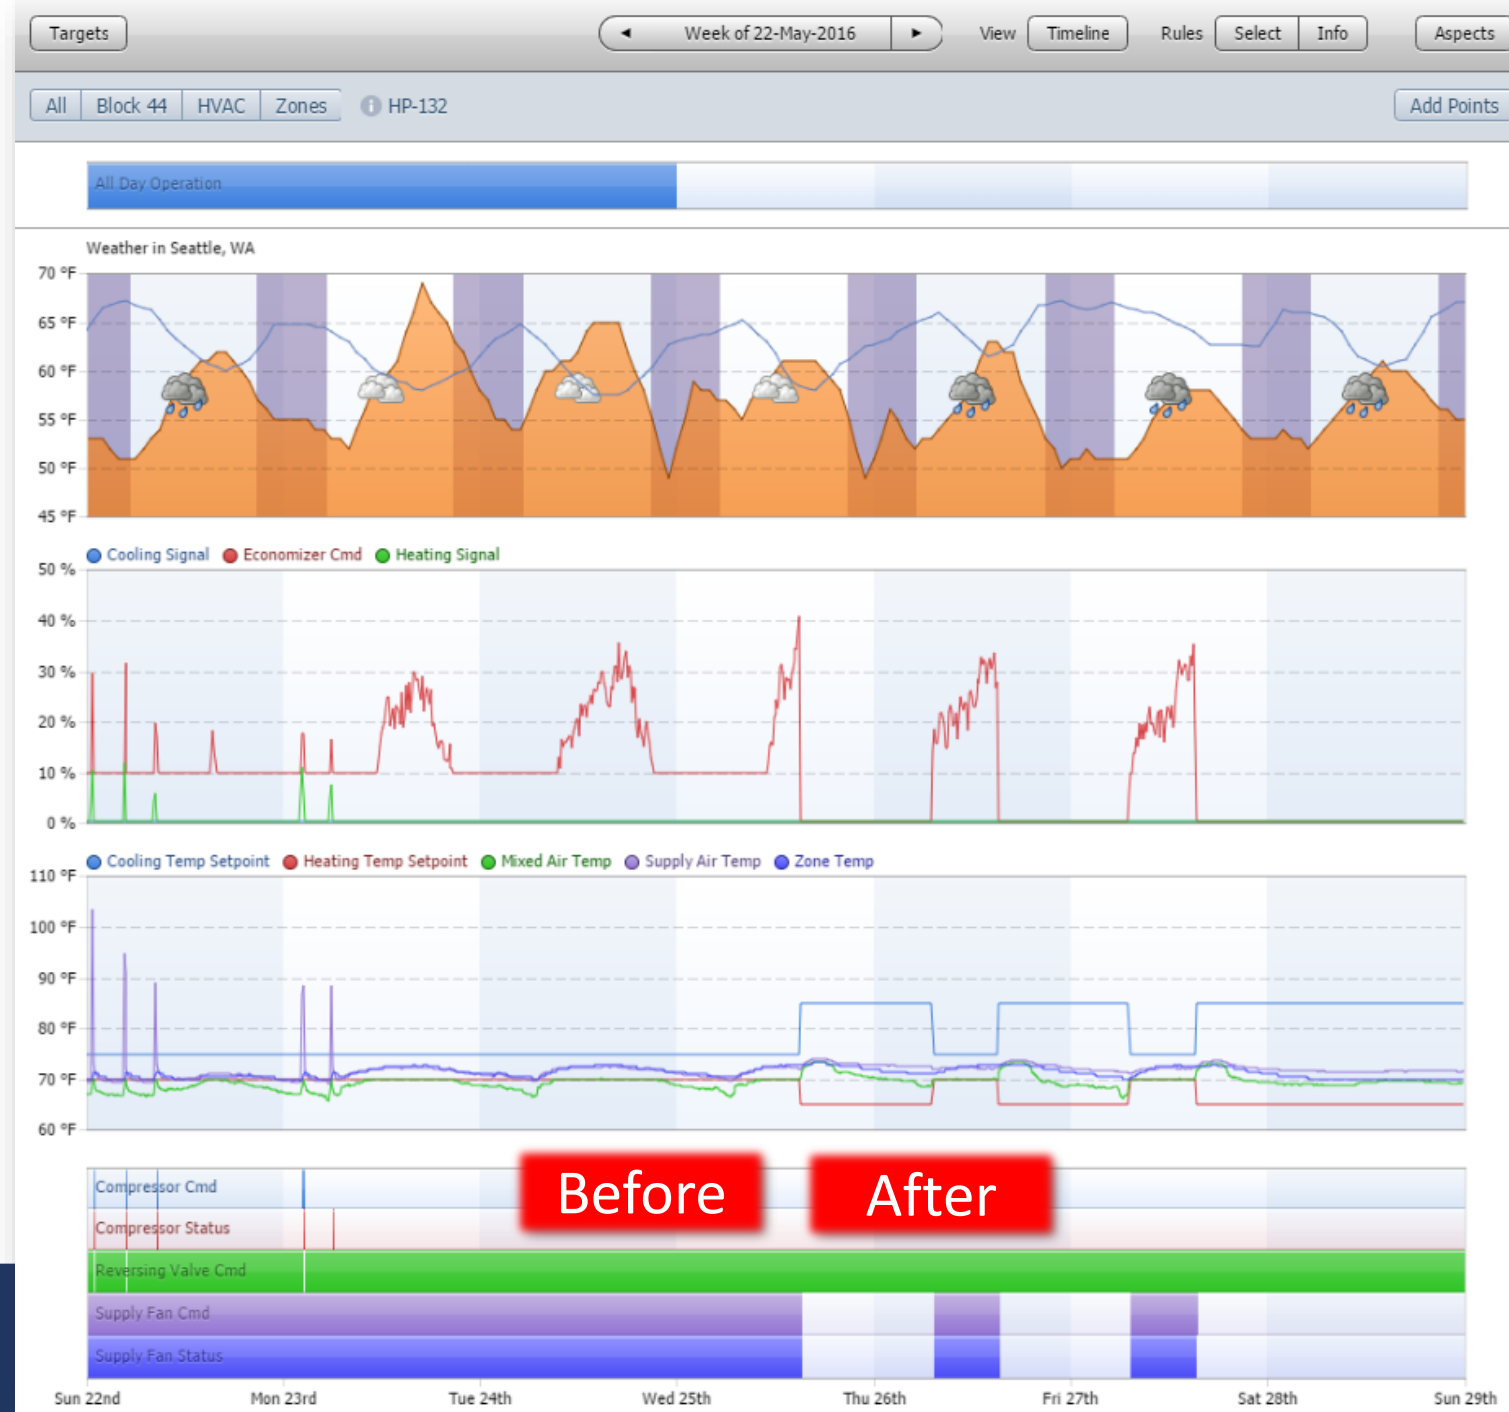 Targets
◄ Week of 22-May-2016 ►
View Timeline
Rules Select Info
Aspects
All Block 44 HVAC Zones i HP-132
Add Points
All Day Operation
Weather in Seattle, WA
70 °F
65 °F
60 °F
55 °F
50 °F
45 °F
Cooling Signal Economizer Cmd Heating Signal
50 %
40 %
30 %
20 %
10 %
0 %
Cooling Temp Setpoint Heating Temp Setpoint Mixed Air Temp Supply Air Temp Zone Temp
110 °F
100 °F
90 °F
80 °F
70 °F
60 °F
Before After
Compressor Cmd
Compressor Status
Reversing Valve Cmd
Supply Fan Cmd
Supply Fan Status
Sun 22nd Mon 23rd Tue 24th Wed 25th Thu 26th Fri 27th Sat 28th Sun 29th